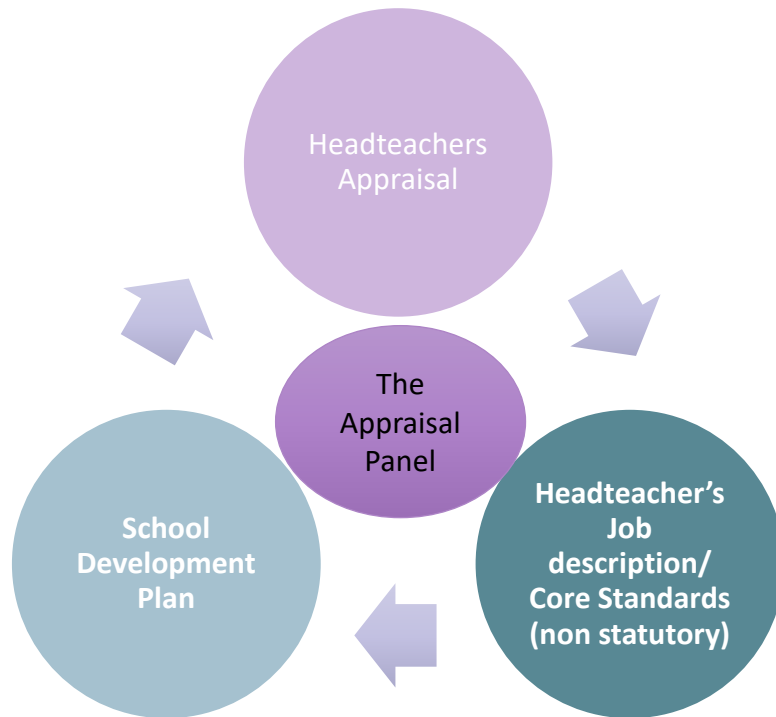 Headteachers
Appraisal
The
Appraisal
Panel
School
Development
Plan
Headteacher’s
Job
description/
Core Standards
(non statutory)